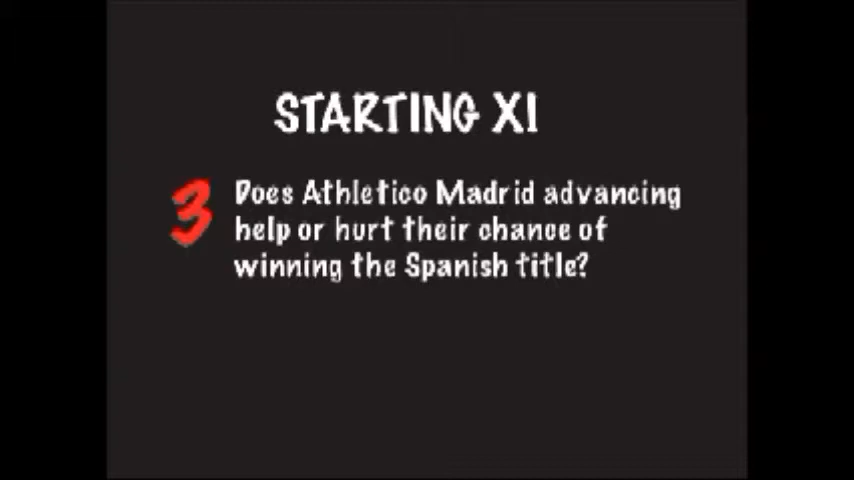 STARTING XI
3 Does Athletico Madrid advancing
help or hurt their chance of
winning the Spanish title?